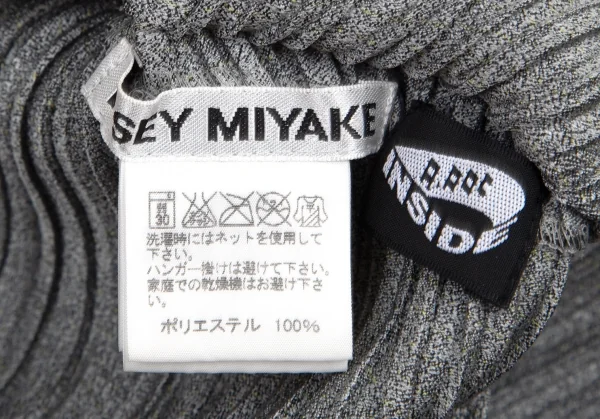 SEY MIYAKE
A.POC
INSIDE
弱
30
洗濯時にはネットを使用して
下さい。
ハンガー掛けは避けて下さい。
家庭での乾燥機はお避け下さ
い。
ポリエステル 100%